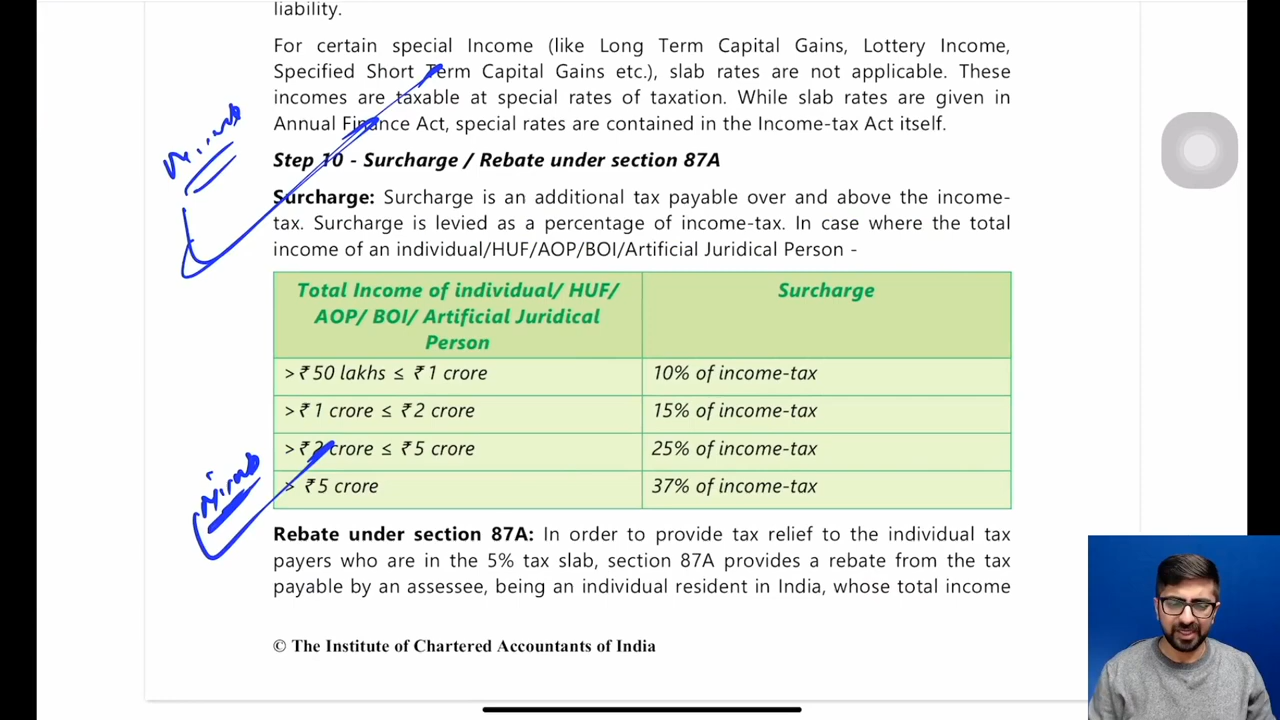 liability.
For certain special Income (like Long Term Capital Gains, Lottery Income,
Specified Short Term Capital Gains etc.), slab rates are not applicable. These
incomes are taxable at special rates of taxation. While slab rates are given in
Annual Finance Act, special rates are contained in the Income-tax Act itself.
Step 10 - Surcharge / Rebate under section 87A
Surcharge: Surcharge is an additional tax payable over and above the income-
tax. Surcharge is levied as a percentage of income-tax. In case where the total
income of an individual/HUF/AOP/BOI/Artificial Juridical Person -
Total Income of individual/ HUF/
AOP/ BOI/ Artificial Juridical
Person
Surcharge
>₹50 lakhs ≤ ₹1 crore 10% of income-tax
>₹1 crore ≤ ₹2 crore 15% of income-tax
>₹2 crore ≤ ₹5 crore 25% of income-tax
> ₹5 crore 37% of income-tax
Rebate under section 87A: In order to provide tax relief to the individual tax
payers who are in the 5% tax slab, section 87A provides a rebate from the tax
payable by an assessee, being an individual resident in India, whose total income
© The Institute of Chartered Accountants of India